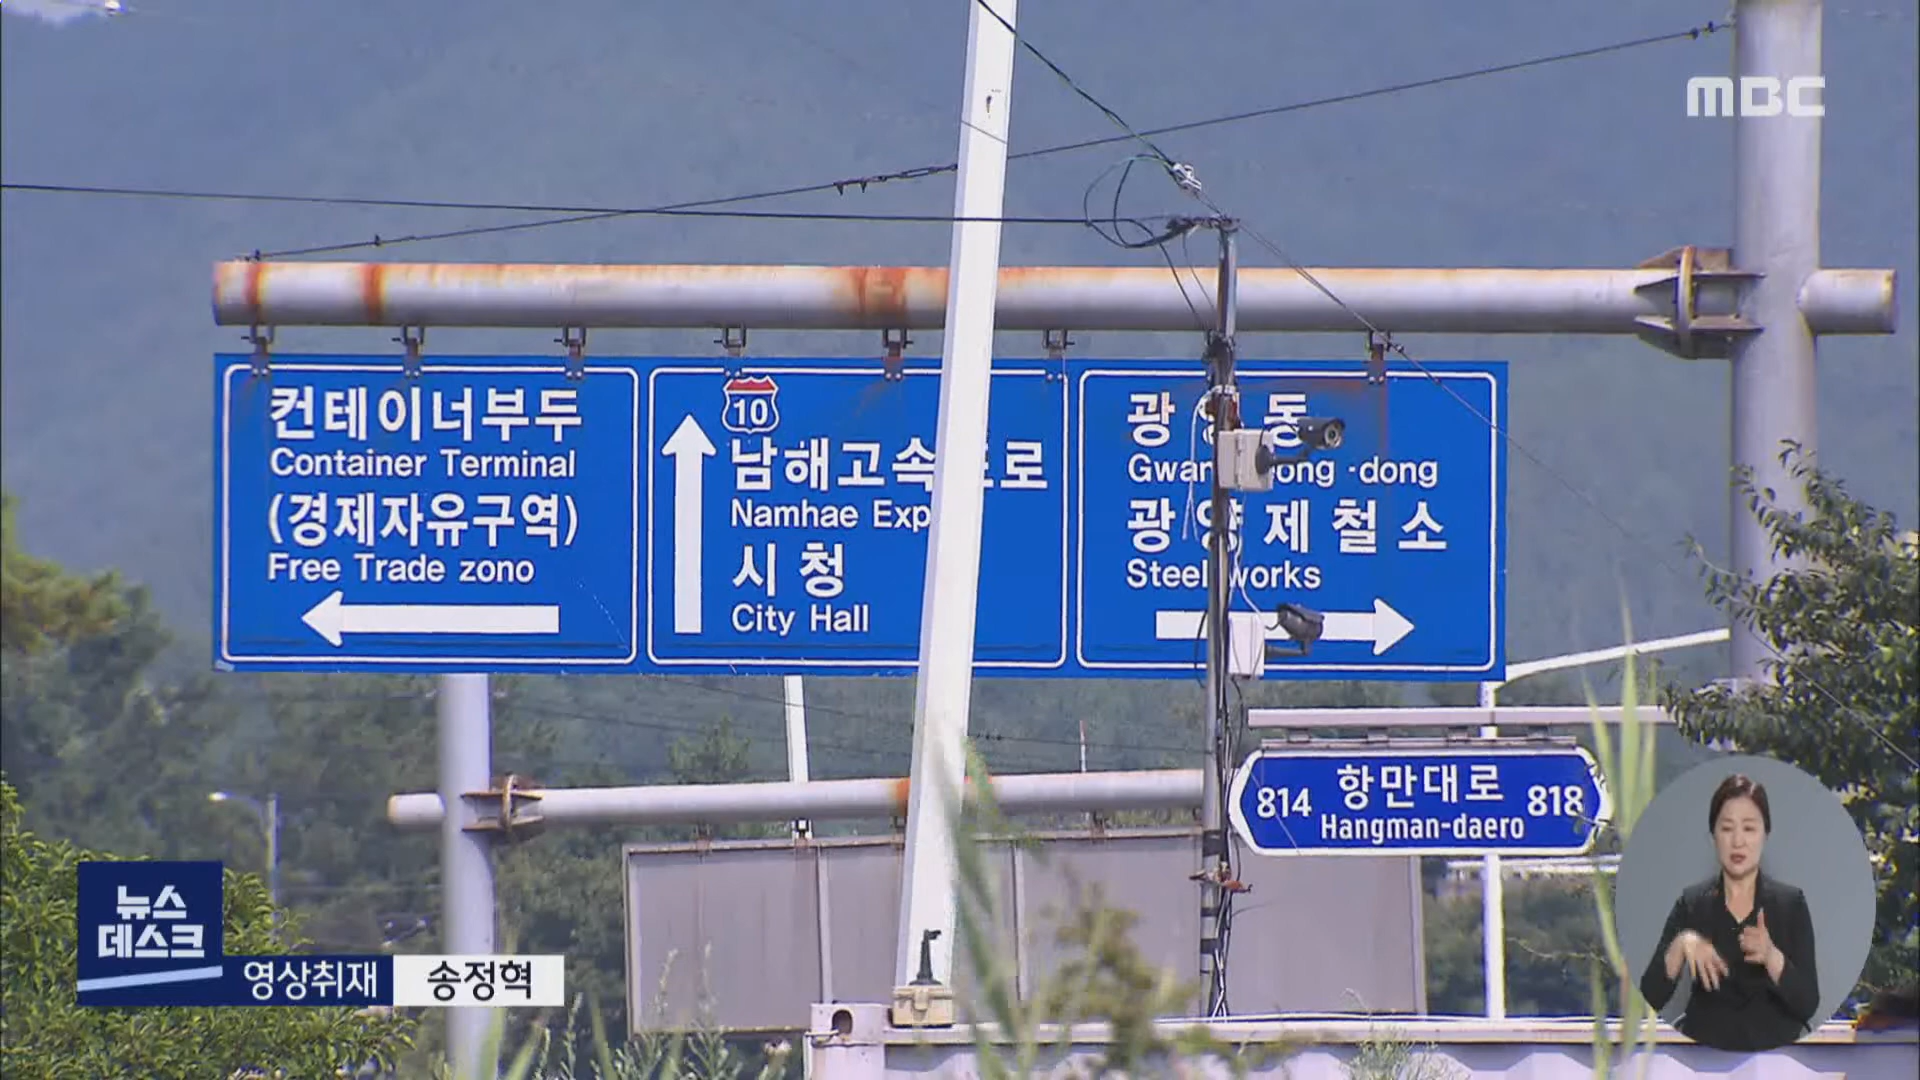 MBC
컨테이너부두
Container Terminal
(경제자유구역)
Free Trade zono
10
남해고속
로
Namhae
시청
City Hall
광
동
-dong
광
제철소
Steel works
814 항만대로 818
Hangman-daero
뉴스
데스크
영상취재 송정혁